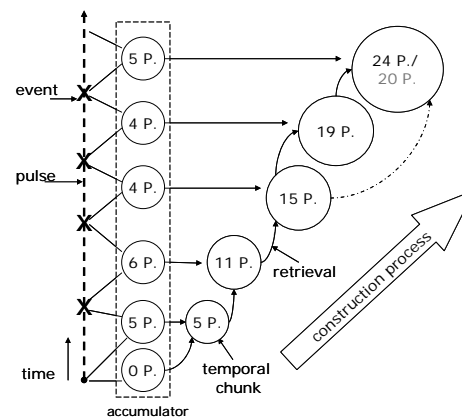 5 P.
24 P./
20 P.
event
4 P.
19 P.
pulse
4 P.
15 P.
6 P.
11 P.
retrieval
construction process
5 P.
5 P.
time
0 P.
temporal
chunk
accumulator
X
X
X
X